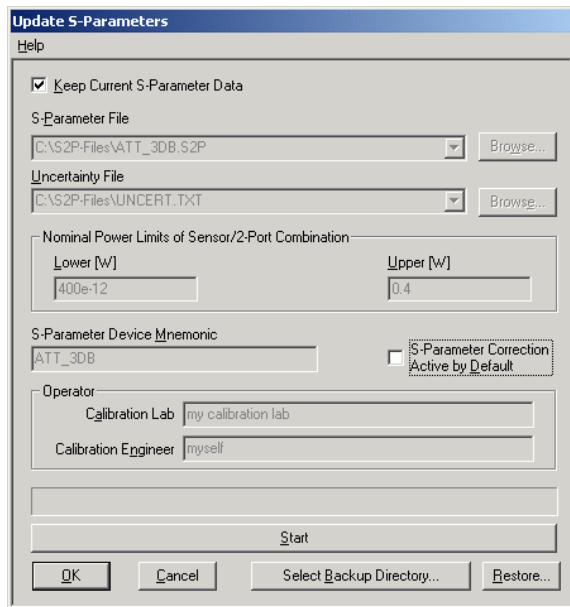 Update S-Parameters
Help
Keep Current S-Parameter Data
S-Parameter File
C:\S2P-Files\ATT_3DB.S2P
Browse...
Uncertainty File
C:\S2P-Files\UNCERT.TXT
Browse...
Nominal Power Limits of Sensor/2-Port Combination
Lower [W]
Upper [W]
400e-12
0.4
S-Parameter Device Mnemonic
ATT_3DB
S-Parameter Correction
Active by Default
Operator
Calibration Lab
my calibration lab
Calibration Engineer
myself
Start
OK
Cancel
Select Backup Directory...
Restore...